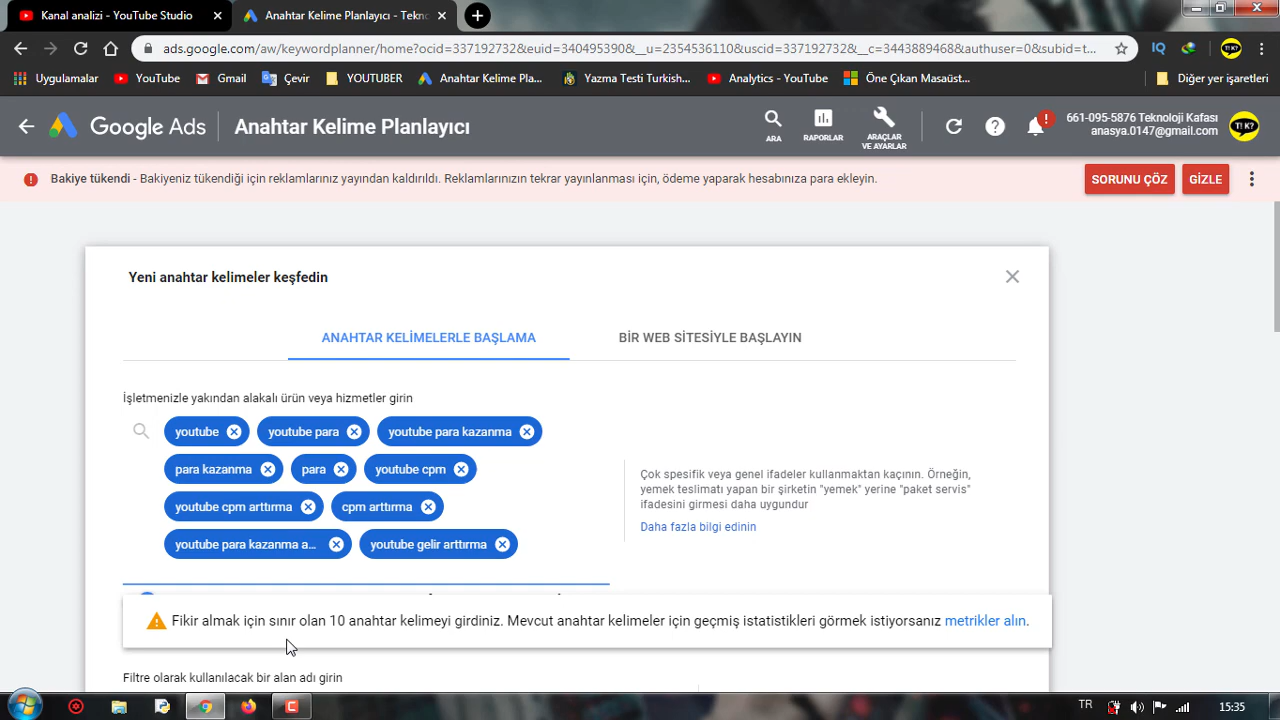 Kanal analizi - YouTube Studio
Anahtar Kelime Planlayıcı - Tekno
ads.google.com/aw/keywordplanner/home?ocid=337192732&euid=340495390&__u=2354536110&uscid=337192732&__c=3443889468&authuser=0&subid=t...
Uygulamalar
YouTube
Gmail
Çevir
YOUTUBER
Anahtar Kelime Pla...
Yazma Testi Turkish...
Analytics - YouTube
Öne Çıkan Masaüst...
Diğer yer işaretleri
Google Ads
Anahtar Kelime Planlayıcı
ARA
RAPORLAR
ARAÇLAR
VE AYARLAR
661-095-5876 Teknoloji Kafası
anasya.0147@gmail.com
T! K?
Bakiye tükendi - Bakiyeniz tükendiği için reklamlarınız yayından kaldırıldı. Reklamlarınızın tekrar yayınlanması için, ödeme yaparak hesabınıza para ekleyin.
SORUNU ÇÖZ
GİZLE
Yeni anahtar kelimeler keşfedin
ANAHTAR KELİMELERLE BAŞLAMA
BİR WEB SİTESİYLE BAŞLAYIN
İşletmenizle yakından alakalı ürün veya hizmetler girin
youtube
youtube para
youtube para kazanma
para kazanma
para
youtube cpm
youtube cpm arttırma
cpm arttırma
youtube para kazanma a...
youtube gelir arttırma
Çok spesifik veya genel ifadeler kullanmaktan kaçının. Örneğin,
yemek teslimatı yapan bir şirketin "yemek" yerine "paket servis"
ifadesini girmesi daha uygundur
Daha fazla bilgi edinin
Fikir almak için sınır olan 10 anahtar kelimeyi girdiniz. Mevcut anahtar kelimeler için geçmiş istatistikleri görmek istiyorsanız metrikler alın.
Filtre olarak kullanılacak bir alan adı girin
TR
15:35